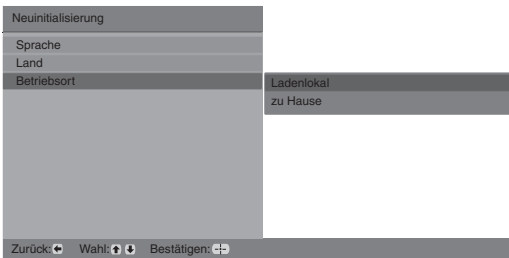 Neuinitialisierung
Sprache
Land
Betriebsort
Ladenlokal
zu Hause
Zurück: Wahl: Bestätigen: